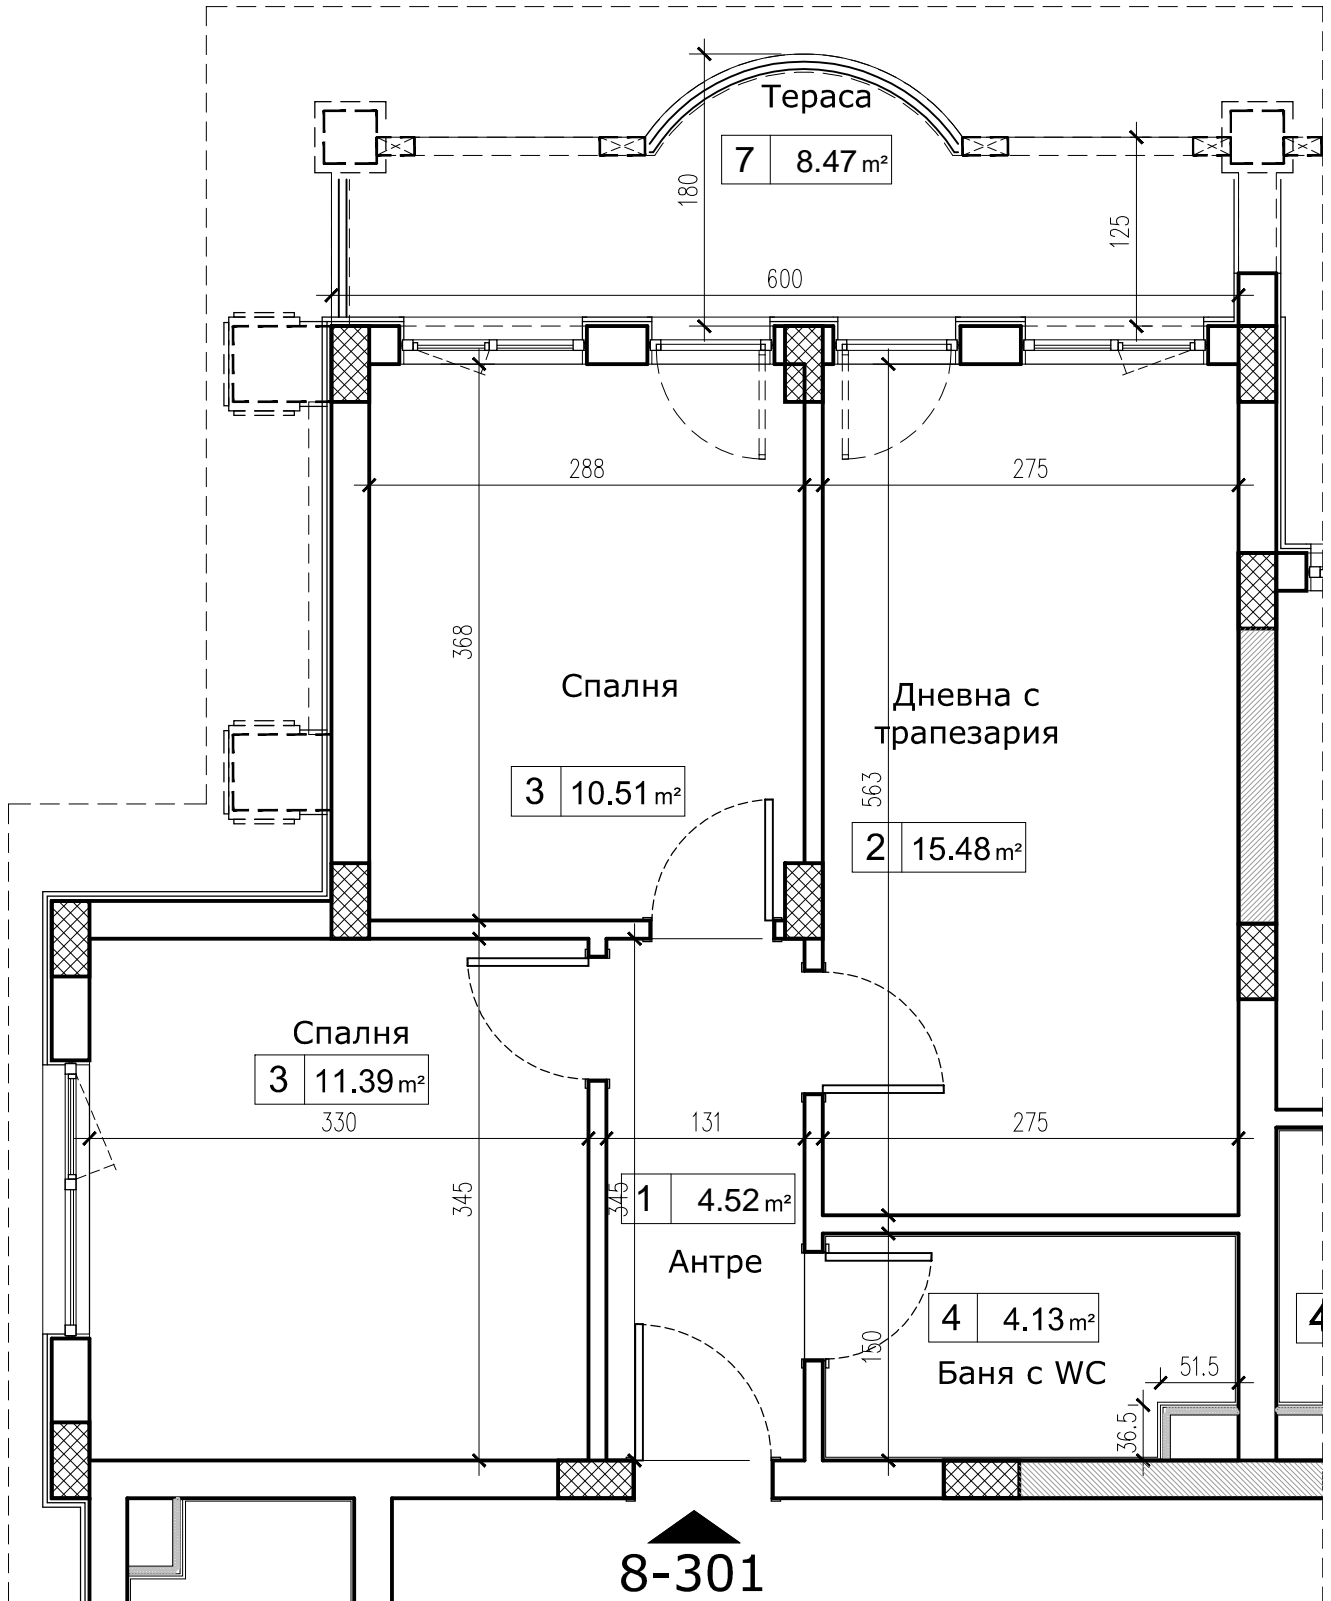 Тераса
7 8.47 m²
180
125
600
288
275
368
Спалня
3 10.51 m²
Дневна с
трапезария
563
2 15.48 m²
Спалня
3 11.39 m²
330
131
275
345
345
1 4.52 m²
Антре
4 4.13 m²
4
150
Баня с WC
51.5
36.5
8-301